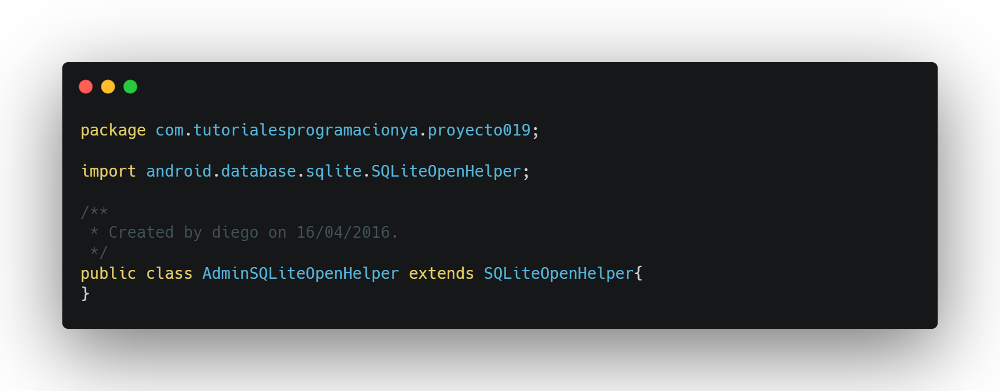 package com.tutorialesprogramacionya.proyecto019;
import android.database.sqlite.SQLiteOpenHelper;
/**
 * Created by diego on 16/04/2016.
 */
public class AdminSQLiteOpenHelper extends SQLiteOpenHelper{
}